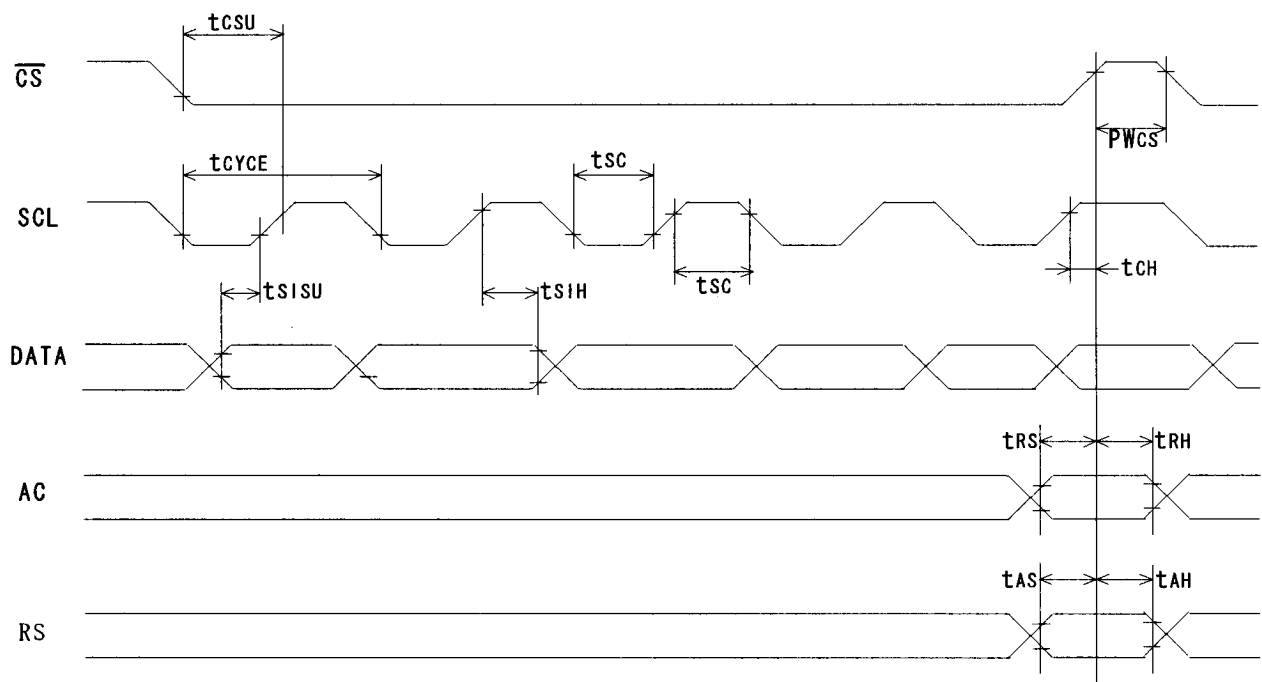 tCSU
CS
PWCS
tCYCE
tSC
SCL
tSC
tCH
tSISU
tSIH
DATA
tRS
tRH
AC
tAS
tAH
RS